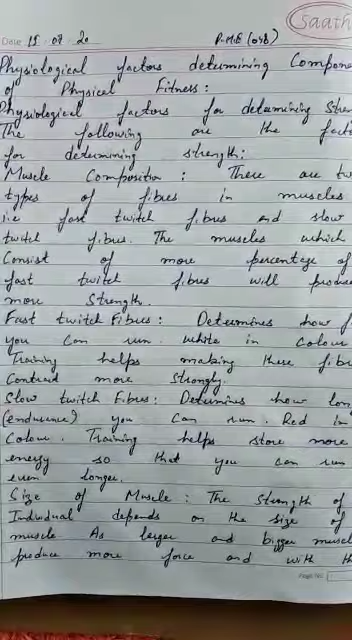 Saath
Date 15 . 07 . 20 P.H.E (048)
Physiological factors determining Compone
of Physical Fitness:
Physiological factors for determining Stren
The following are the fact
for determining strength:
Muscle Composition : There are tw
types of fibres in muscles
i.e fast twitch fibres and slow
twitch fibres. The muscles which
Consist of more percentage of
fast twitch fibres will produce
more Strength.
Fast twitch Fibres : Determines how f
you can run. white in colour
Training helps making these fibr
Contract more strongly.
Slow twitch Fibres : Determines how lon
(endurance) you can run. Red in
Colour. Training helps store more
energy so that you can run
even longer.
Size of Muscle : The Strength of
Individual depends on the size of
muscle As larger and bigger muscl
produce more force and with th
Page No.